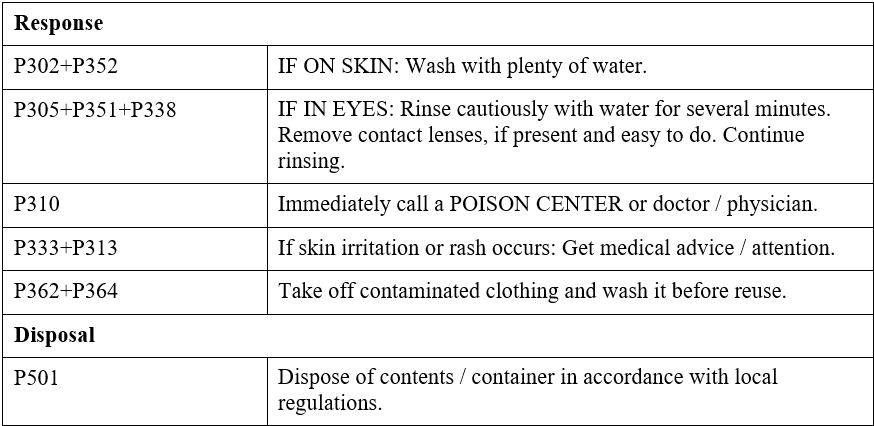 Response
P302+P352 IF ON SKIN: Wash with plenty of water.
P305+P351+P338 IF IN EYES: Rinse cautiously with water for several minutes.
Remove contact lenses, if present and easy to do. Continue
rinsing.
P310 Immediately call a POISON CENTER or doctor / physician.
P333+P313 If skin irritation or rash occurs: Get medical advice / attention.
P362+P364 Take off contaminated clothing and wash it before reuse.
Disposal
P501 Dispose of contents / container in accordance with local
regulations.